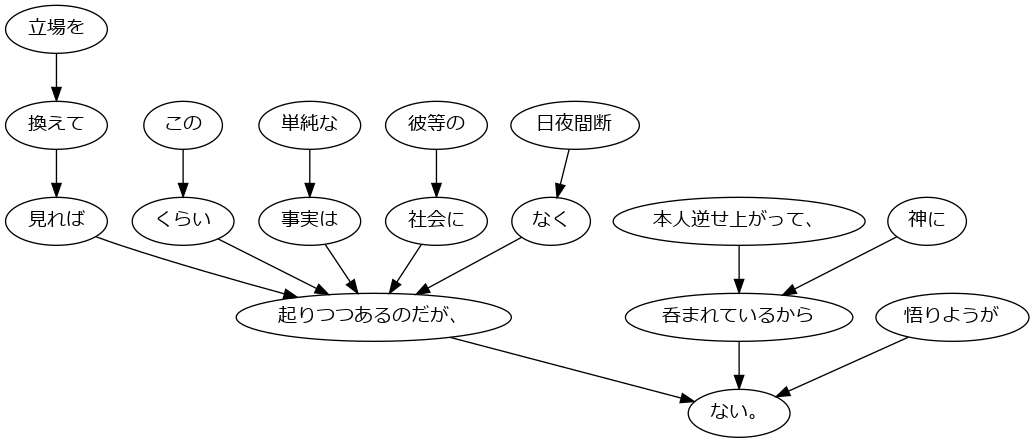 立場を
換えて
この
単純な
彼等の
日夜間断
見れば
くらい
事実は
社会に
なく
本人逆せ上がって、
神に
起りつつあるのだが、
呑まれているから
悟りようが
ない。